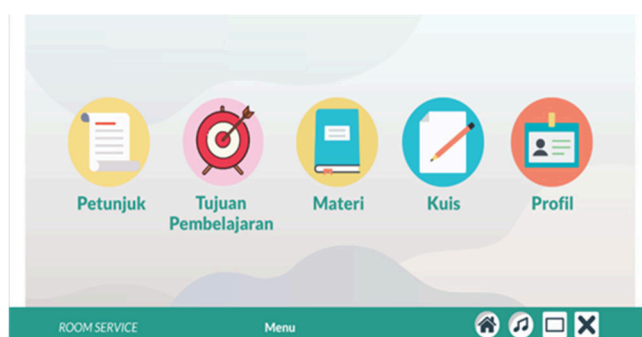 Petunjuk
Tujuan
Pembelajaran
Materi
Kuis
Profil
ROOM SERVICE
Menu